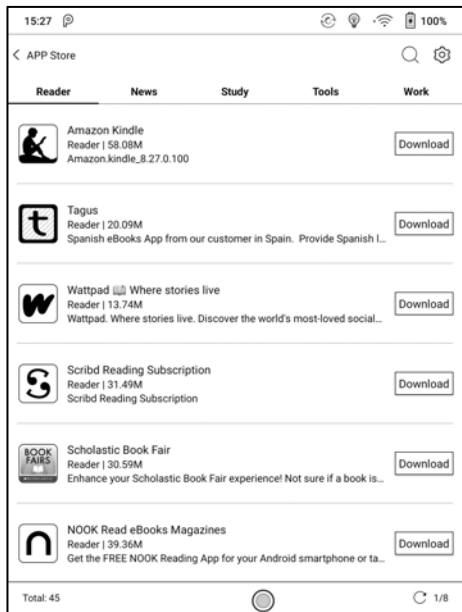 15:27 100%
APP Store
Reader News Study Tools Work
Amazon Kindle
Reader | 58.08M
Amazon.kindle_8.27.0.100
Download
Tagus
Reader | 20.09M
Spanish eBooks App from our customer in Spain. Provide Spanish l...
Download
Wattpad 📖 Where stories live
Reader | 13.74M
Wattpad. Where stories live. Discover the world's most-loved social...
Download
Scribd Reading Subscription
Reader | 31.49M
Scribd Reading Subscription
Download
BOOK
FAIRS
Scholastic Book Fair
Reader | 30.59M
Enhance your Scholastic Book Fair experience! Not sure if a book is...
Download
NOOK Read eBooks Magazines
Reader | 39.36M
Get the FREE NOOK Reading App for your Android smartphone or ta...
Download
Total: 45 1/8